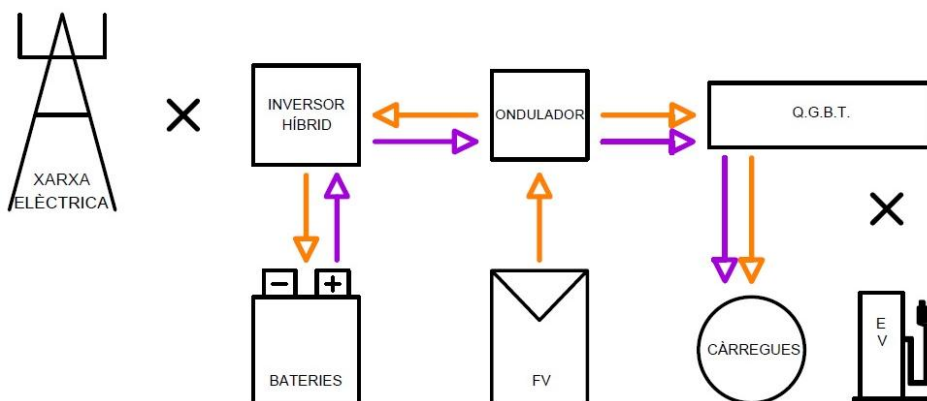 XARXA
ELÈCTRICA
INVERSOR
HÍBRID
ONDULADOR
Q.G.B.T.
BATERIES
FV
CÀRREGUES
E
V